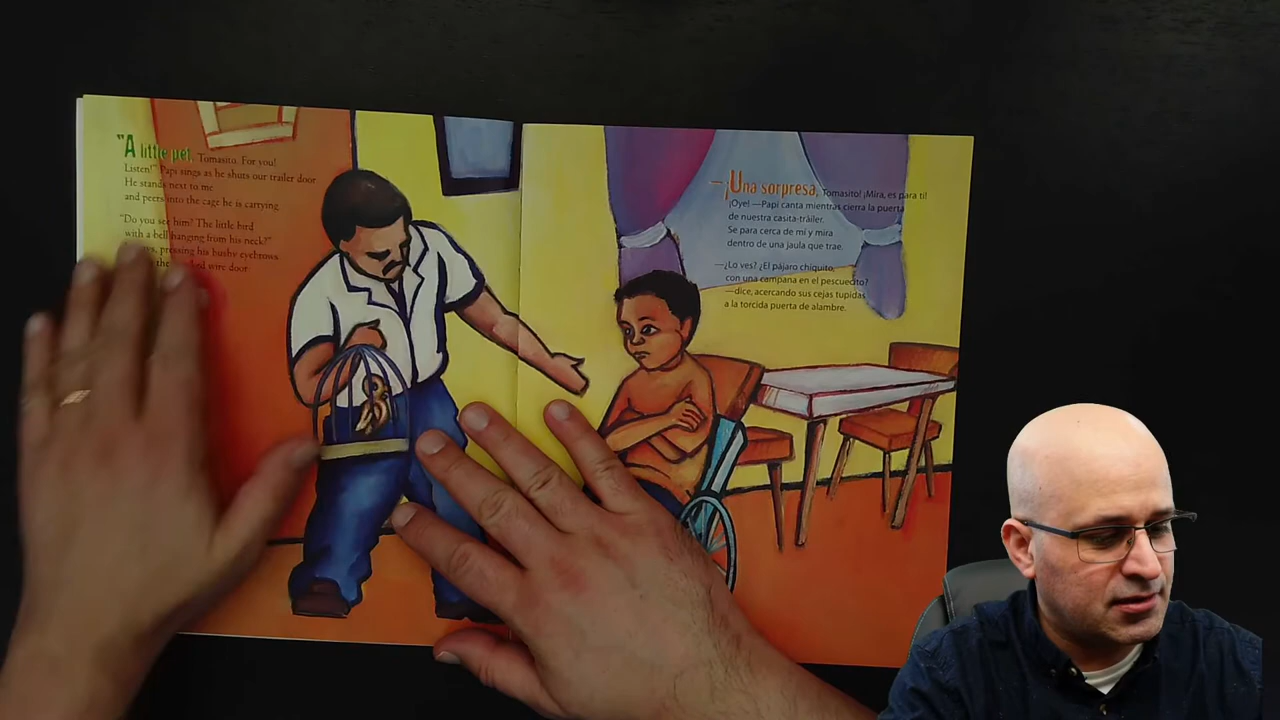 "A little pet, Tomasito. For you!
Listen!" Papi sings as he shuts our trailer door
He stands next to me
and peers into the cage he is carrying
"Do you see him? The little bird
with a bell hanging from his neck?"
pressing his bushy eyebrows
the wire door
—¡Una sorpresa, Tomasito! ¡Mira, es para ti!
¡Oye! —Papi canta mientras cierra la puerta
de nuestra casita-tráiler.
Se para cerca de mí y mira
dentro de una jaula que trae.
—¿Lo ves? ¿El pájaro chiquito,
con una campana en el pescuecito?
—dice, acercando sus cejas tupidas
a la torcida puerta de alambre.